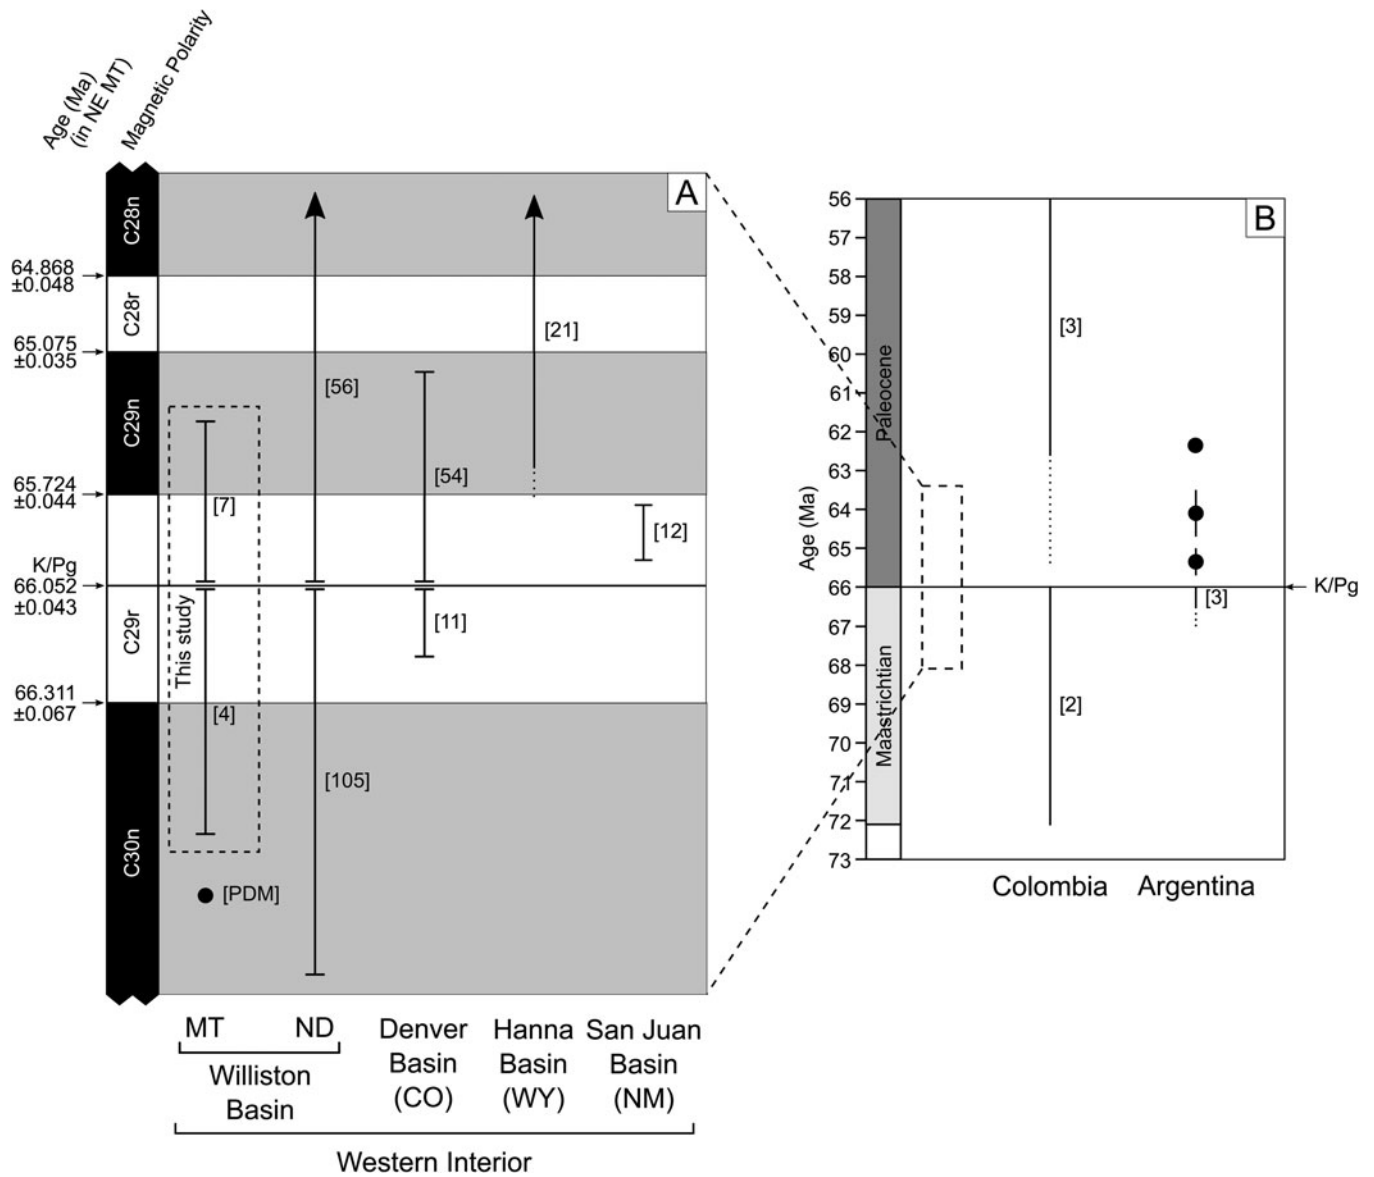 Age (Ma)
(in NE MT)
Magnetic Polarity
A
C28n
64.868
±0.048
C28r
65.075
±0.035
C29n
65.724
±0.044
K/Pg
66.052
±0.043
C29r
66.311
±0.067
C30n
[21]
[56]
[54]
[7]
[12]
This study
[11]
[4]
[105]
[PDM]
MT
ND
Denver
Basin
(CO)
Hanna
Basin
(WY)
San Juan
Basin
(NM)
Williston
Basin
Western Interior
B
Age (Ma)
56
57
58
59
60
61
62
63
64
65
66
67
68
69
70
71
72
73
Paleocene
Maastrichtian
[3]
[2]
[3]
K/Pg
Colombia
Argentina